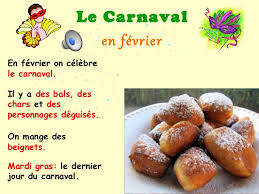 Le Carnaval
en février
En février on célèbre
le carnaval.
Il y a des bals, des
chars et des
personnages déguisés.
On mange des
beignets.
Mardi gras: le dernier
jour du carnaval.